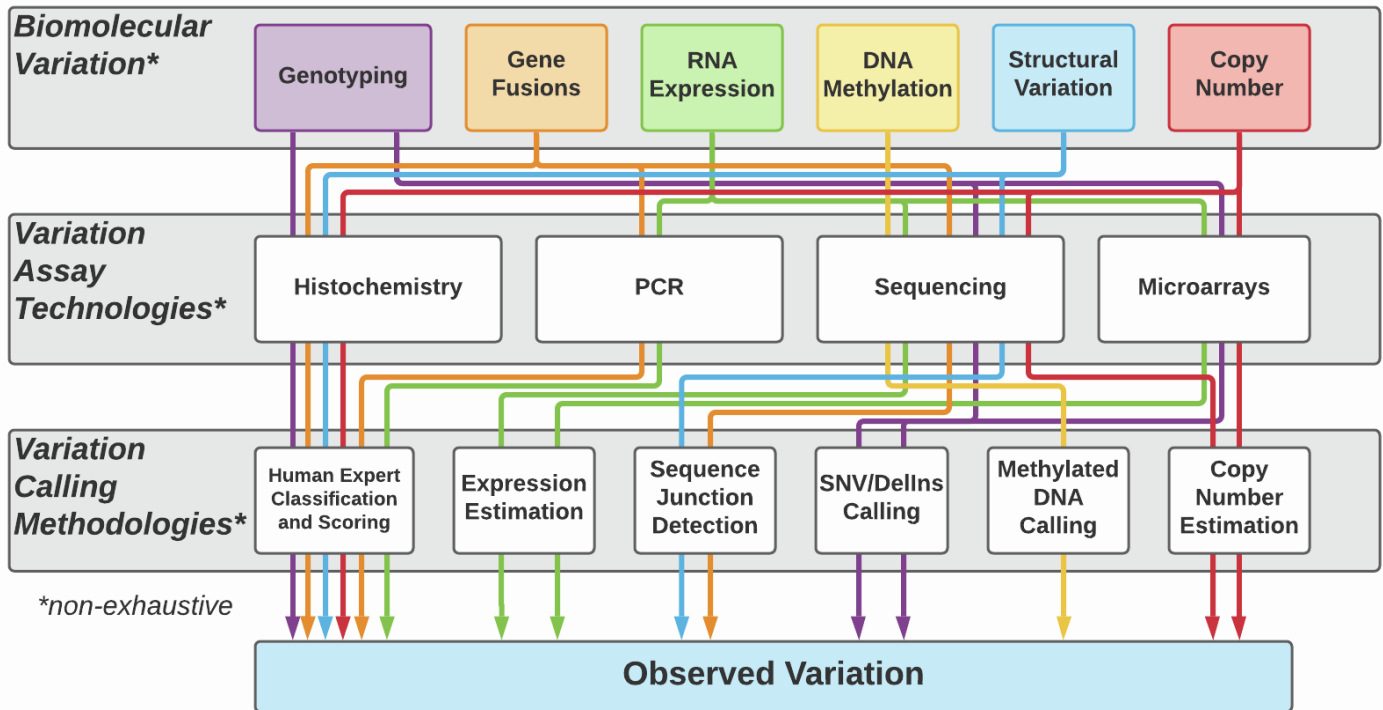 Biomolecular
Variation*
Genotyping
Gene
Fusions
RNA
Expression
DNA
Methylation
Structural
Variation
Copy
Number
Variation
Assay
Technologies*
Histochemistry
PCR
Sequencing
Microarrays
Variation
Calling
Methodologies*
Human Expert
Classification
and Scoring
Expression
Estimation
Sequence
Junction
Detection
SNV/DelIns
Calling
Methylated
DNA
Calling
Copy
Number
Estimation
*non-exhaustive
Observed Variation